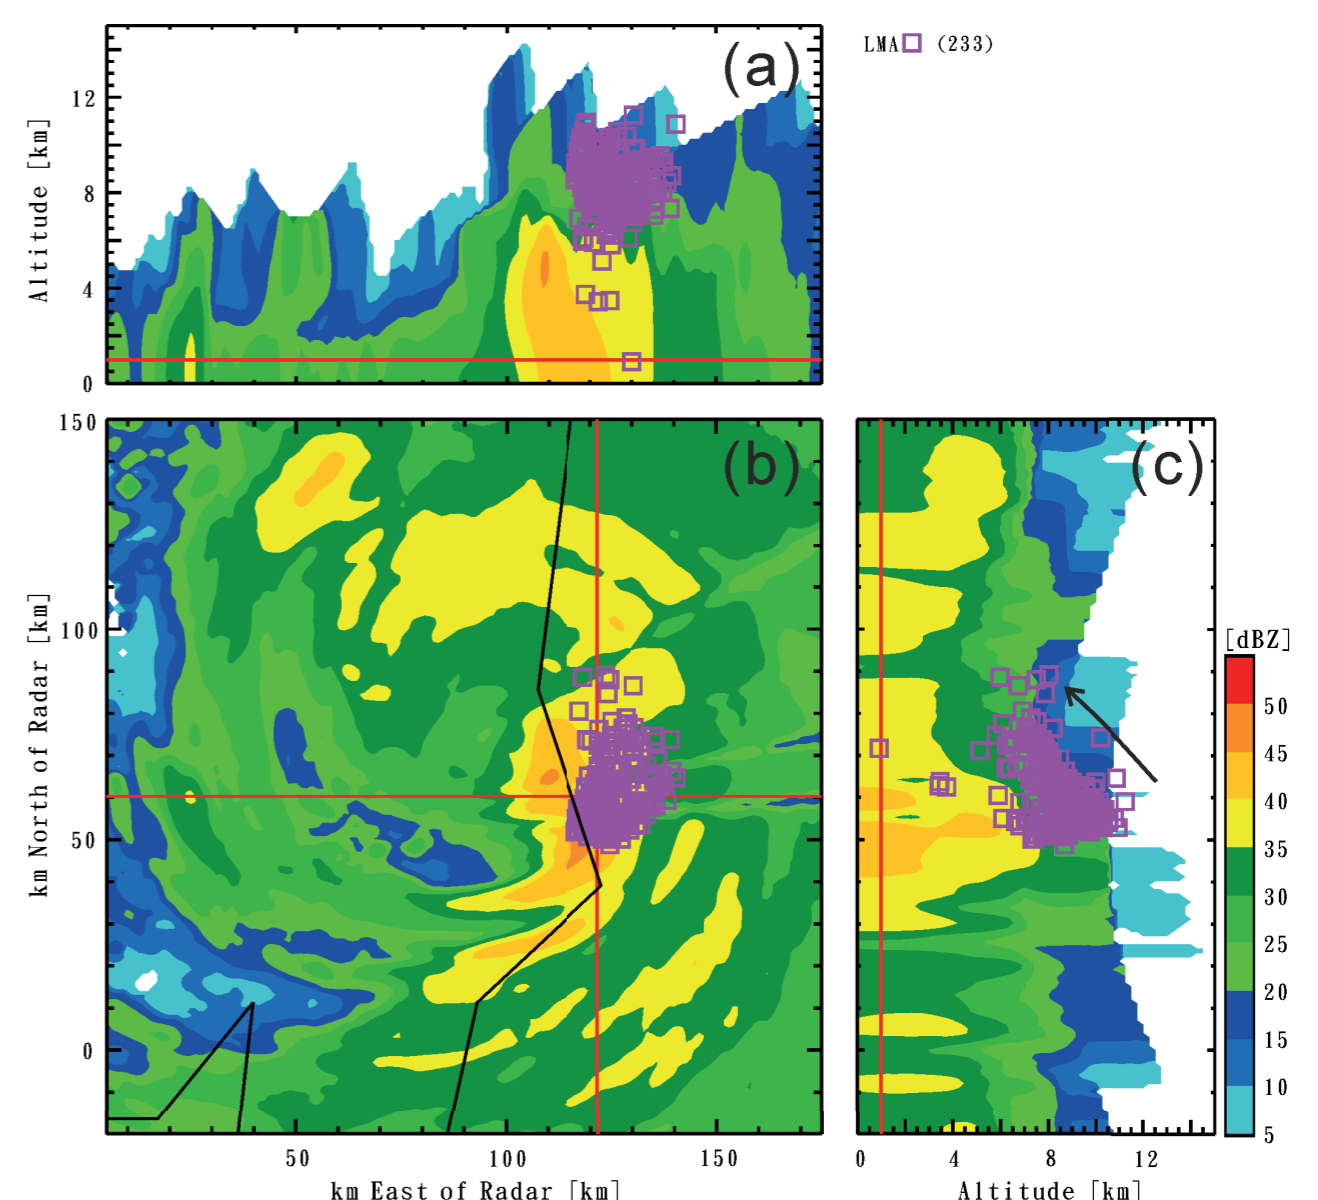 (a)
LMA (233)
12
8
4
0
Altitude [km]
150
100
50
0
km North of Radar [km]
(b)
(c)
[dBZ]
50
45
40
35
30
25
20
15
10
5
50 100 150
0 4 8 12
km East of Radar [km]
Altitude [km]